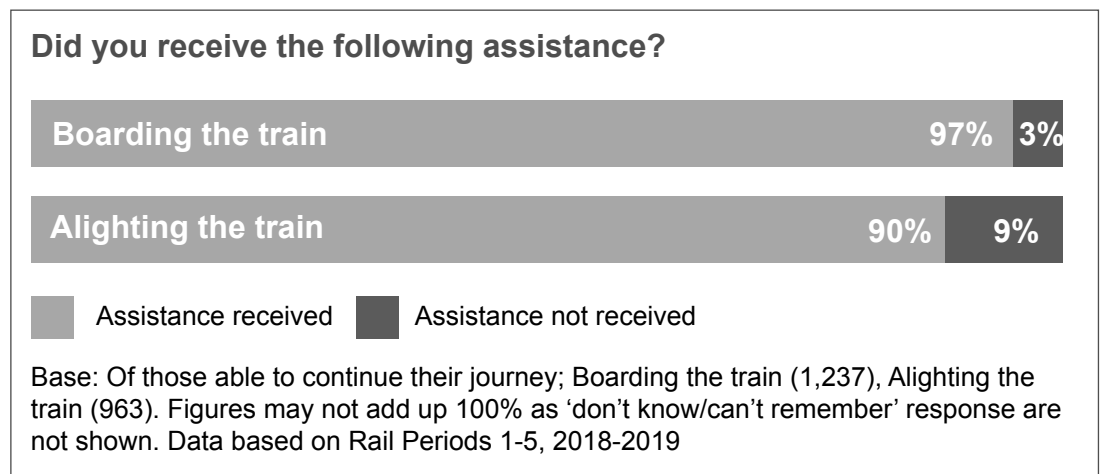 Did you receive the following assistance?
Boarding the train 97% 3%
Alighting the train 90% 9%
Assistance received Assistance not received
Base: Of those able to continue their journey; Boarding the train (1,237), Alighting the
train (963). Figures may not add up 100% as ‘don’t know/can’t remember’ response are
not shown. Data based on Rail Periods 1-5, 2018-2019